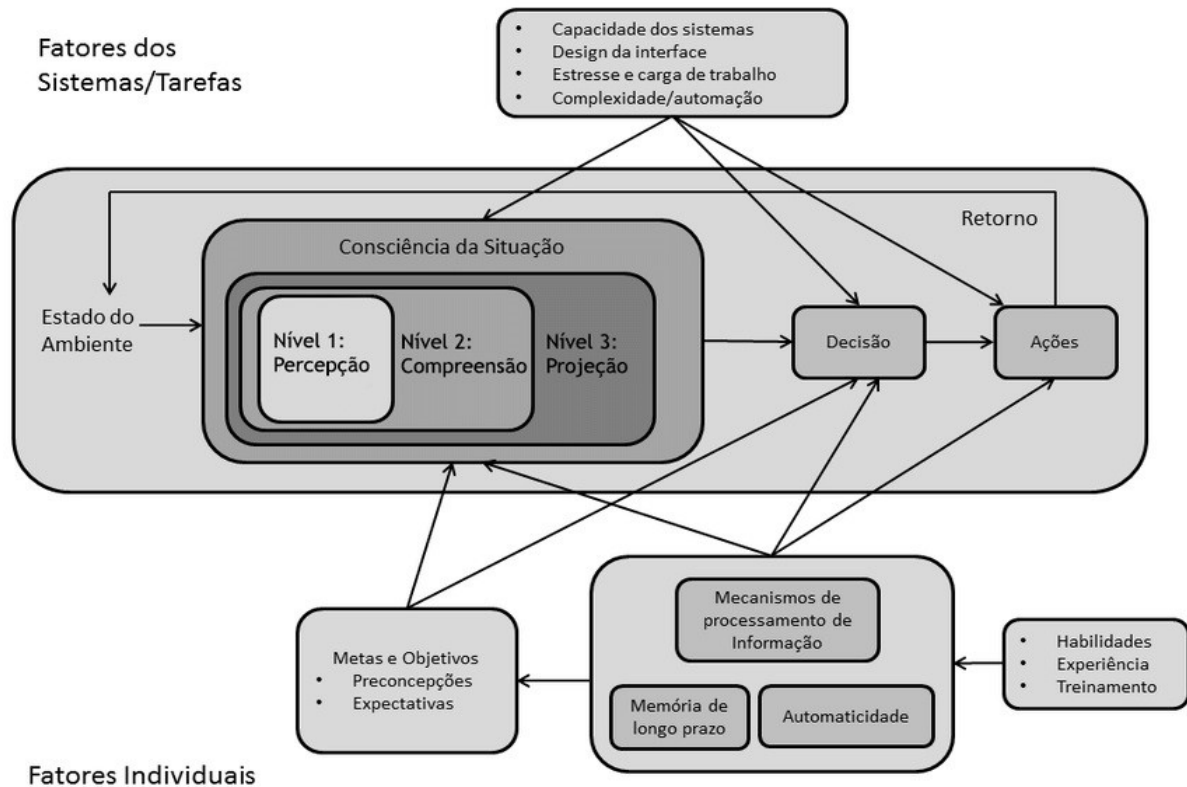 Fatores dos
Sistemas/Tarefas
• Capacidade dos sistemas
• Design da interface
• Estresse e carga de trabalho
• Complexidade/automação
Retorno
Consciência da Situação
Estado do
Ambiente
Nível 1:
Percepção
Nível 2:
Compreensão
Nível 3:
Projeção
Decisão
Ações
Metas e Objetivos
• Preconcepções
• Expectativas
Mecanismos de
processamento de
Informação
Memória de
longo prazo
Automaticidade
• Habilidades
• Experiência
• Treinamento
Fatores Individuais